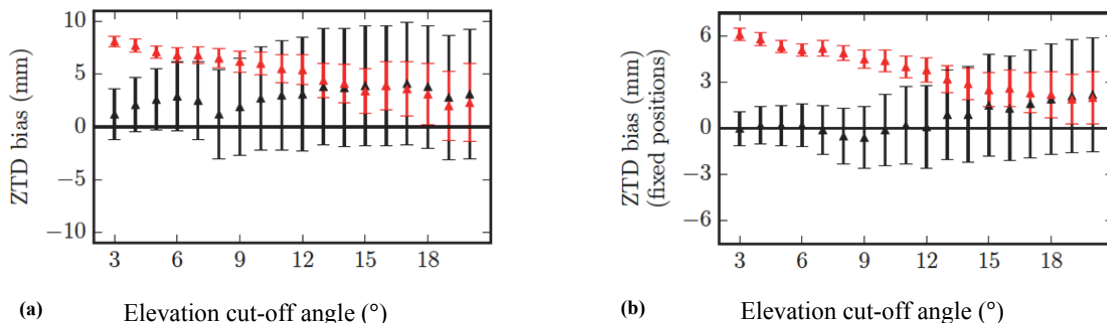 10
5
0
−5
−10
ZTD bias (mm)
3 6 9 12 15 18
(a) Elevation cut-off angle (°)
6
3
0
−3
−6
ZTD bias (mm)
(fixed positions)
3 6 9 12 15 18
(b) Elevation cut-off angle (°)